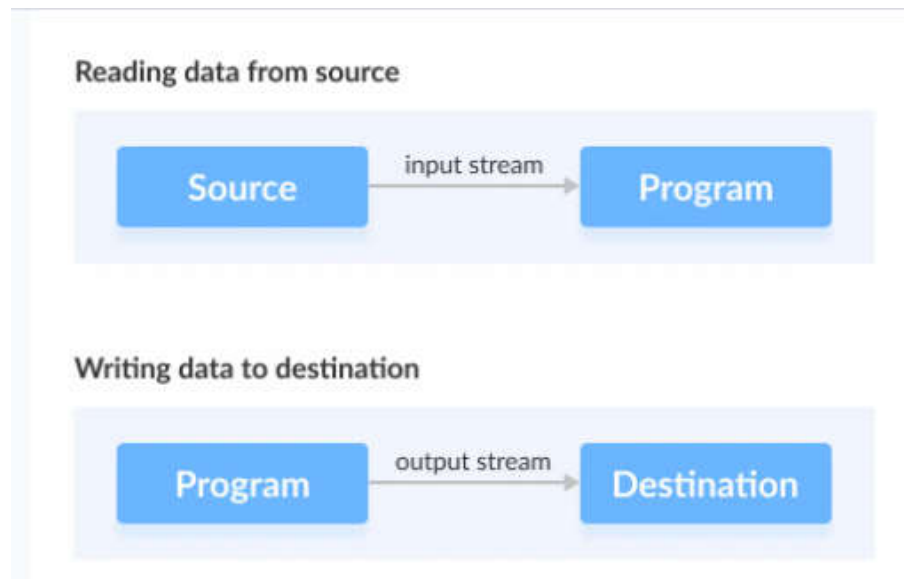 Reading data from source
input stream
Source
Program
Writing data to destination
output stream
Program
Destination